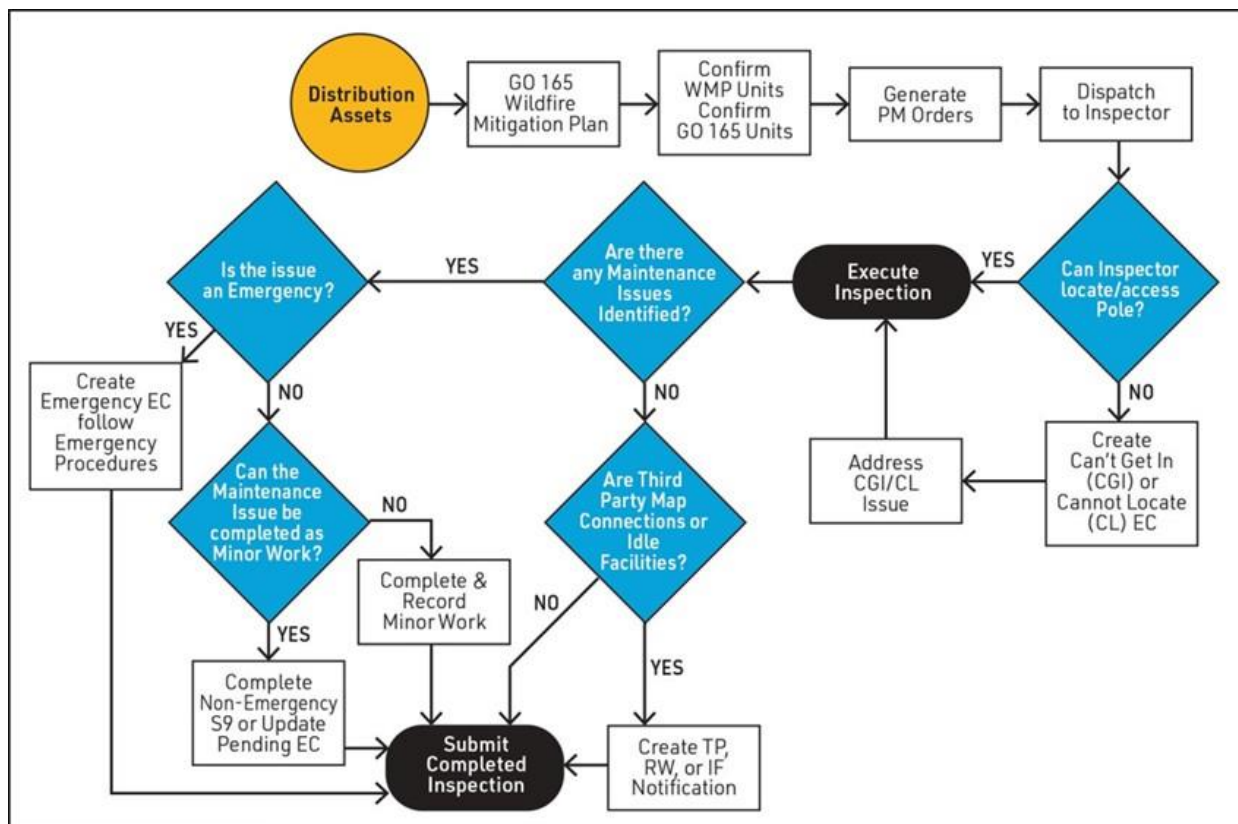 Distribution
Assets
GO 165
Wildfire
Mitigation Plan
Confirm
WMP Units
Confirm
GO 165 Units
Generate
PM Orders
Dispatch
to Inspector
Can Inspector
locate/access
Pole?
YES
Execute
Inspection
NO
Create
Can't Get In
(CGI) or
Cannot Locate
(CL) EC
Address
CGI/CL
Issue
Are there
any Maintenance
Issues
Identified?
YES
Is the issue
an Emergency?
YES
Create
Emergency EC
follow
Emergency
Procedures
NO
Can the
Maintenance
Issue be
completed as
Minor Work?
NO
Complete &
Record
Minor Work
YES
Complete
Non-Emergency
S9 or Update
Pending EC
NO
Are Third
Party Map
Connections or
Idle
Facilities?
NO
YES
Create TP,
RW, or IF
Notification
Submit
Completed
Inspection